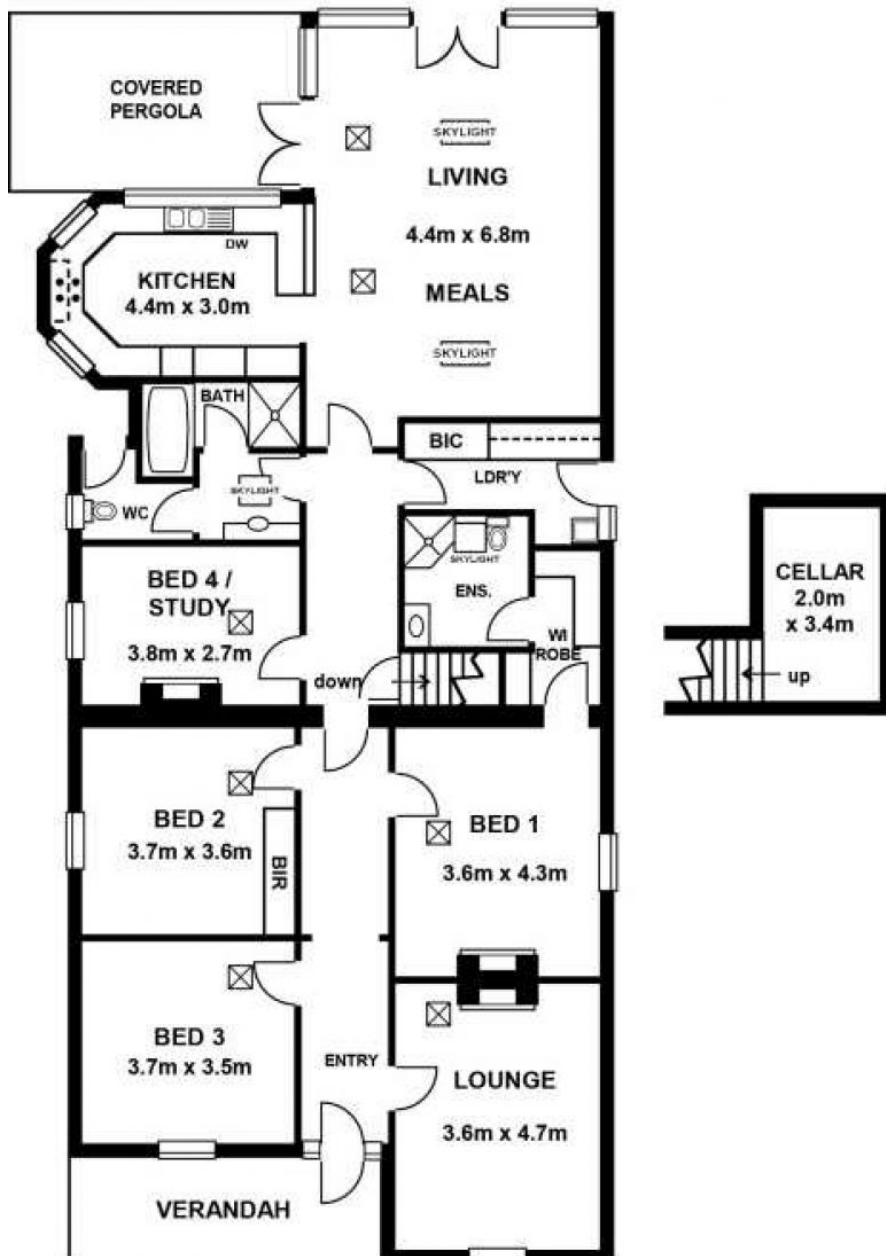 COVERED
PERGOLA
SKYLIGHT
LIVING
4.4m x 6.8m
DW
KITCHEN
4.4m x 3.0m
MEALS
SKYLIGHT
BATH
BIC
LDR'Y
SKYLIGHT
WC
SKYLIGHT
ENS.
BED 4 /
STUDY
3.8m x 2.7m
WI
ROBE
down
CELLAR
2.0m
x 3.4m
up
BED 2
3.7m x 3.6m
BIR
BED 1
3.6m x 4.3m
BED 3
3.7m x 3.5m
ENTRY
LOUNGE
3.6m x 4.7m
VERANDAH